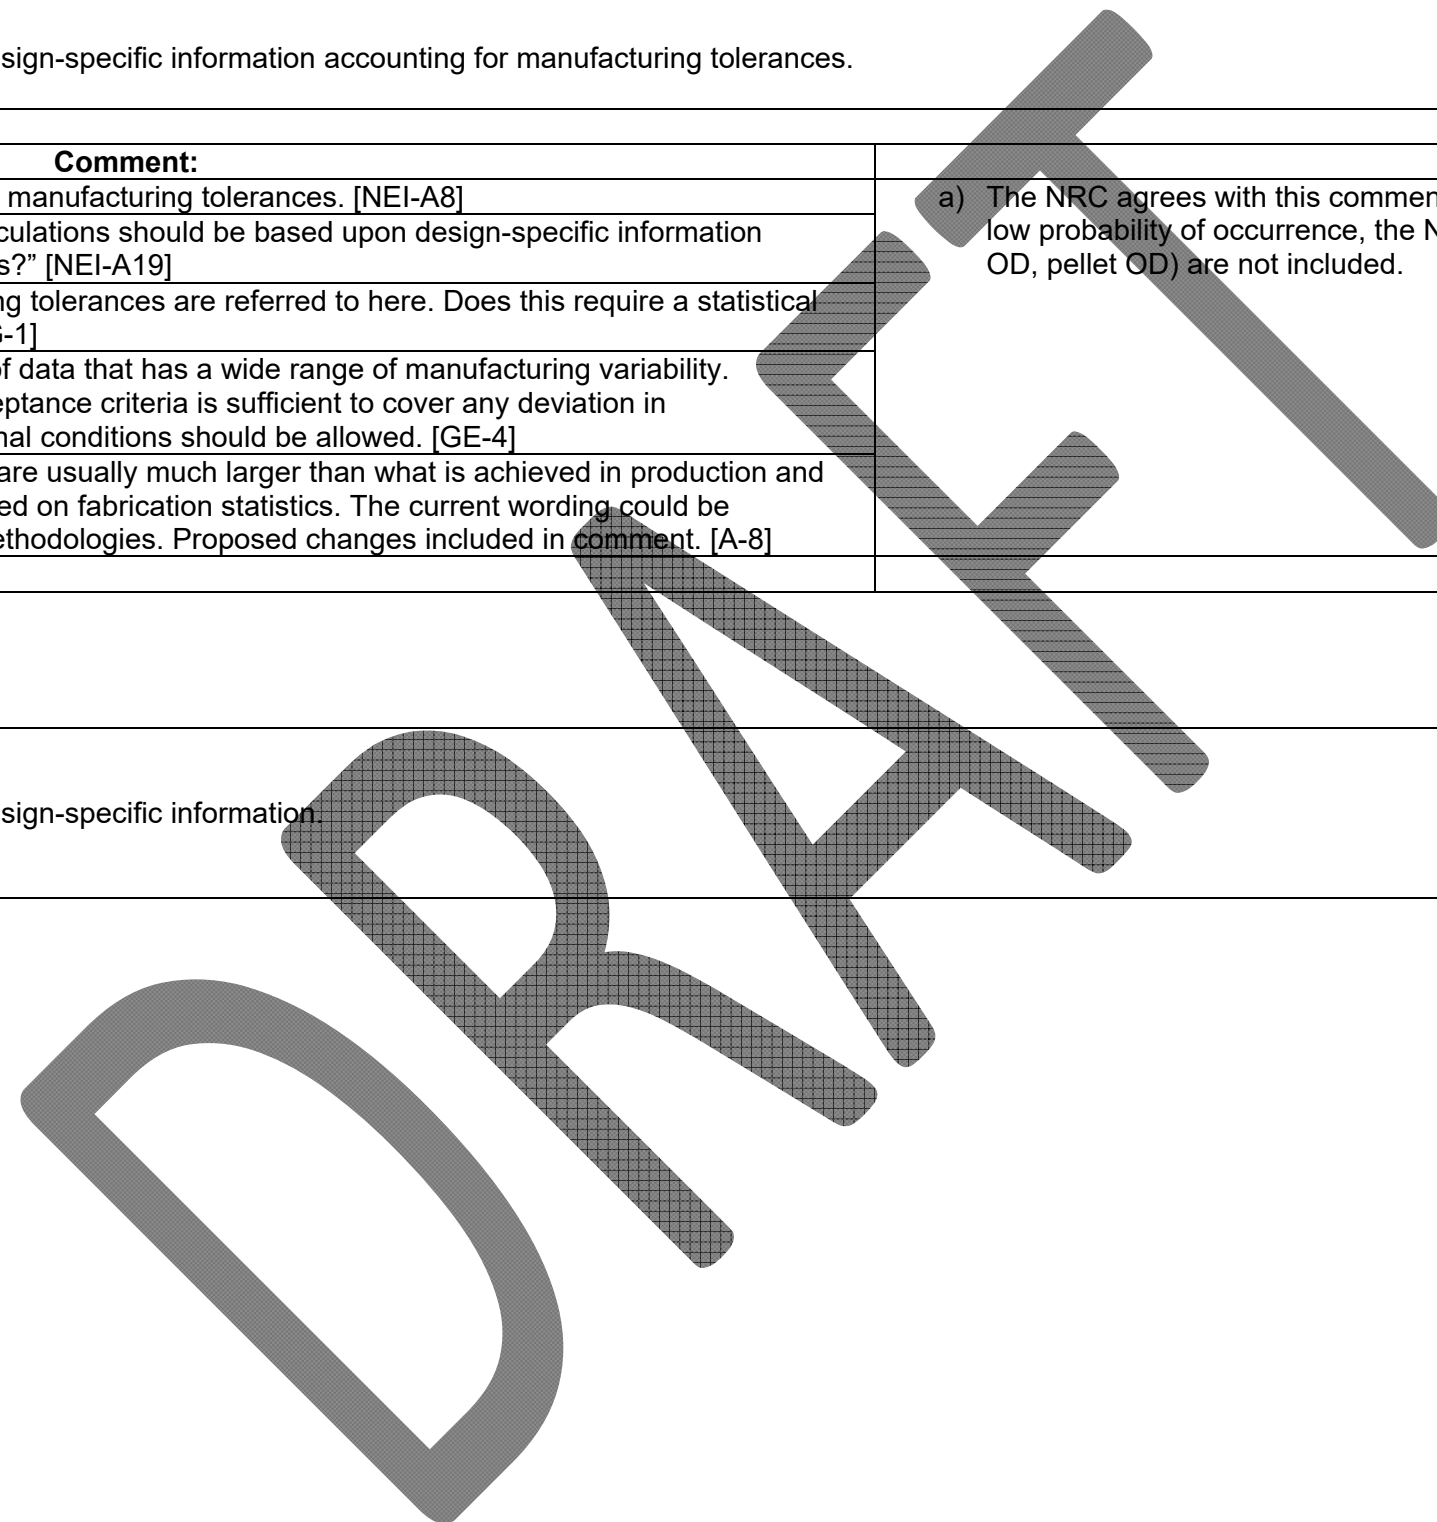 sign-specific information accounting for manufacturing tolerances.
Comment:
manufacturing tolerances. [NEI-A8]
culations should be based upon design-specific information
s?” [NEI-A19]
ng tolerances are referred to here. Does this require a statistical
-1]
of data that has a wide range of manufacturing variability.
eptance criteria is sufficient to cover any deviation in
nal conditions should be allowed. [GE-4]
are usually much larger than what is achieved in production and
ed on fabrication statistics. The current wording could be
ethodologies. Proposed changes included in comment. [A-8]
a) The NRC agrees with this commen
low probability of occurrence, the N
OD, pellet OD) are not included.
sign-specific information.
DRAFT